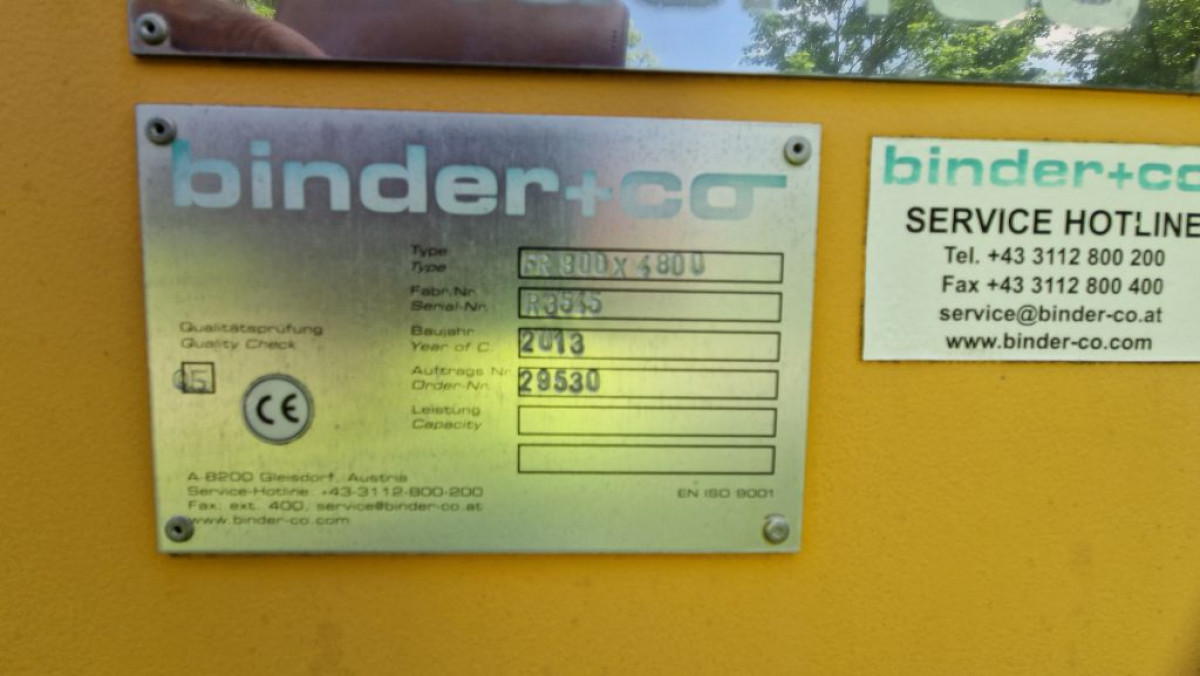 binder+co
Type
Type
800 X 4800
Fabr.Nr.
Serial-Nr.
R3545
Baujahr
Year of C.
2013
Auftrags Nr.
Order-Nr.
29530
Leistung
Capacity
Qualitätsprüfung
Quality Check
CE
A-8200 Gleisdorf, Austria
Service-Hotline: +43-3112-800-200
Fax: ext. 400, service@binder-co.at
www.binder-co.com
EN ISO 9001
binder+co
SERVICE HOTLINE
Tel. +43 3112 800 200
Fax +43 3112 800 400
service@binder-co.at
www.binder-co.com